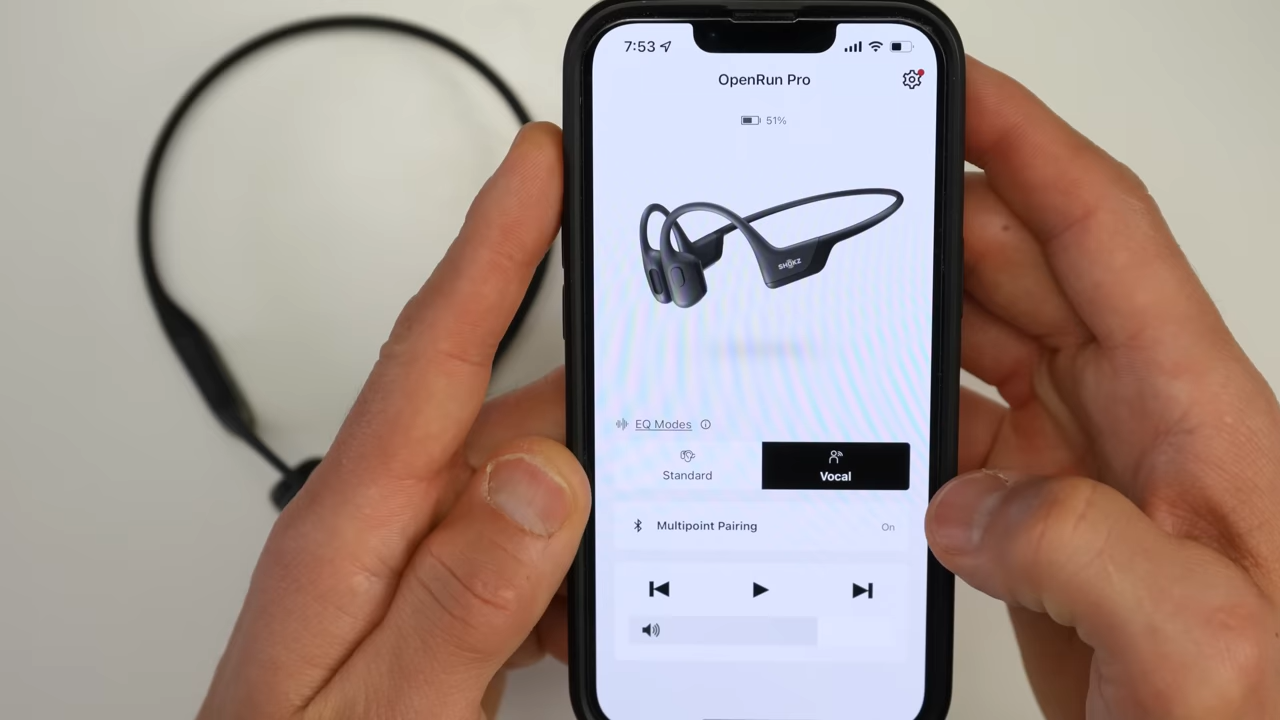 7:53
OpenRun Pro
51%
SHOKZ
EQ Modes
Standard
Vocal
Multipoint Pairing
On